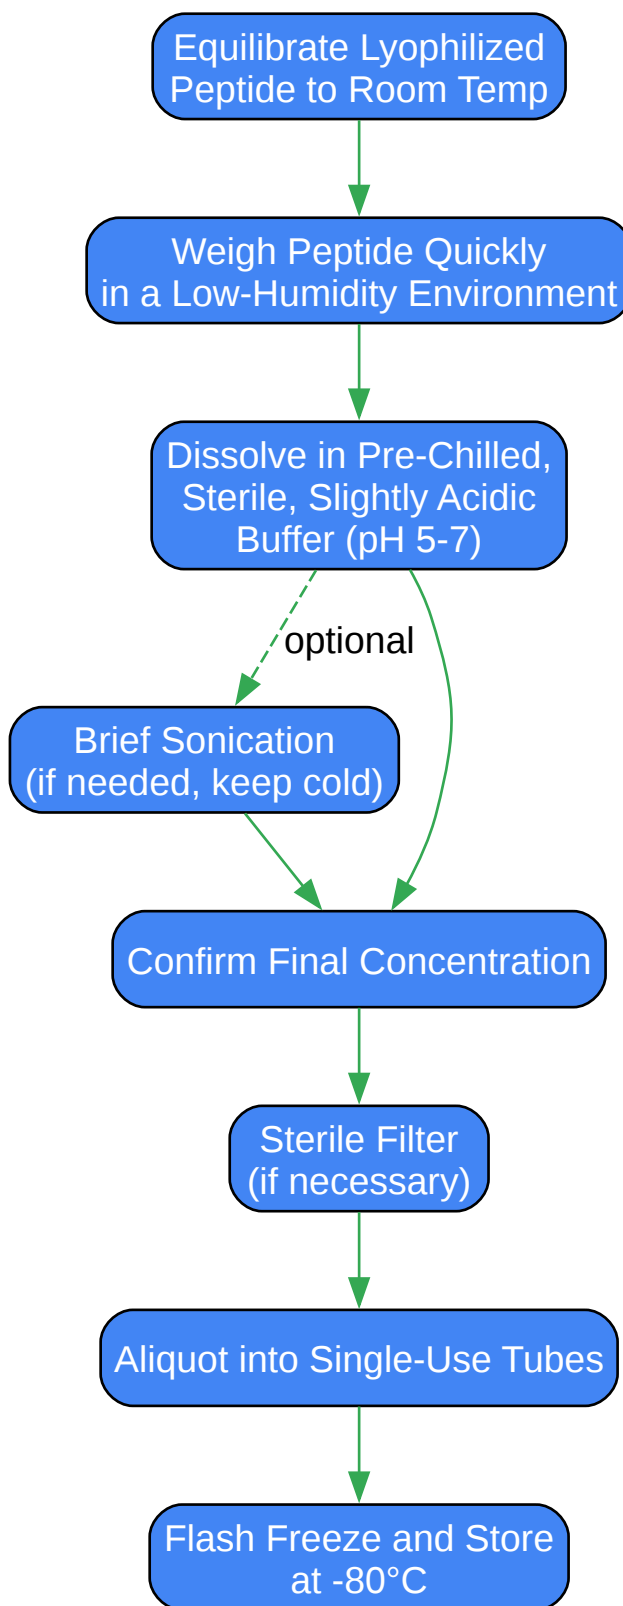 Equilibrate Lyophilized
Peptide to Room Temp
Weigh Peptide Quickly
in a Low-Humidity Environment
Dissolve in Pre-Chilled,
Sterile, Slightly Acidic
Buffer (pH 5-7)
optional
Brief Sonication
(if needed, keep cold)
Confirm Final Concentration
Sterile Filter
(if necessary)
Aliquot into Single-Use Tubes
Flash Freeze and Store
at -80°C